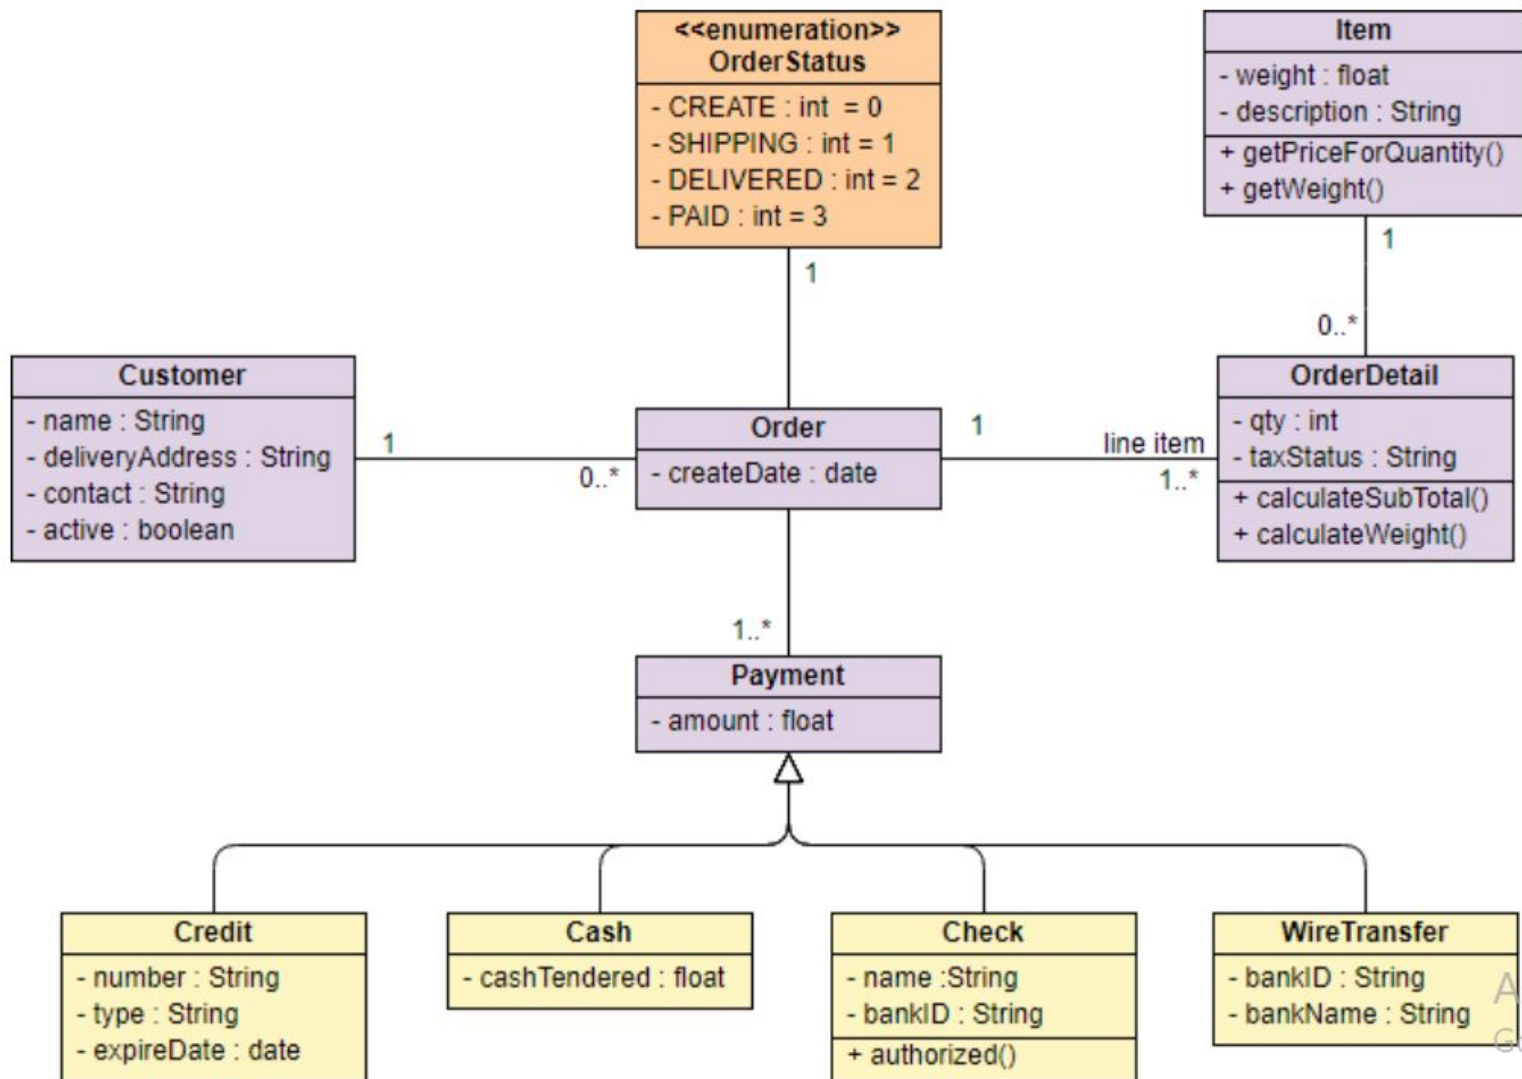 <<enumeration>>
OrderStatus
- CREATE : int = 0
- SHIPPING : int = 1
- DELIVERED : int = 2
- PAID : int = 3
1
Item
- weight : float
- description : String
+ getPriceForQuantity()
+ getWeight()
1
0..*
Customer
- name : String
- deliveryAddress : String
- contact : String
- active : boolean
1
0..*
Order
- createDate : date
1
line item
1..*
OrderDetail
- qty : int
- taxStatus : String
+ calculateSubTotal()
+ calculateWeight()
1..*
Payment
- amount : float
Credit
- number : String
- type : String
- expireDate : date
Cash
- cashTendered : float
Check
- name :String
- bankID : String
+ authorized()
WireTransfer
- bankID : String
- bankName : String